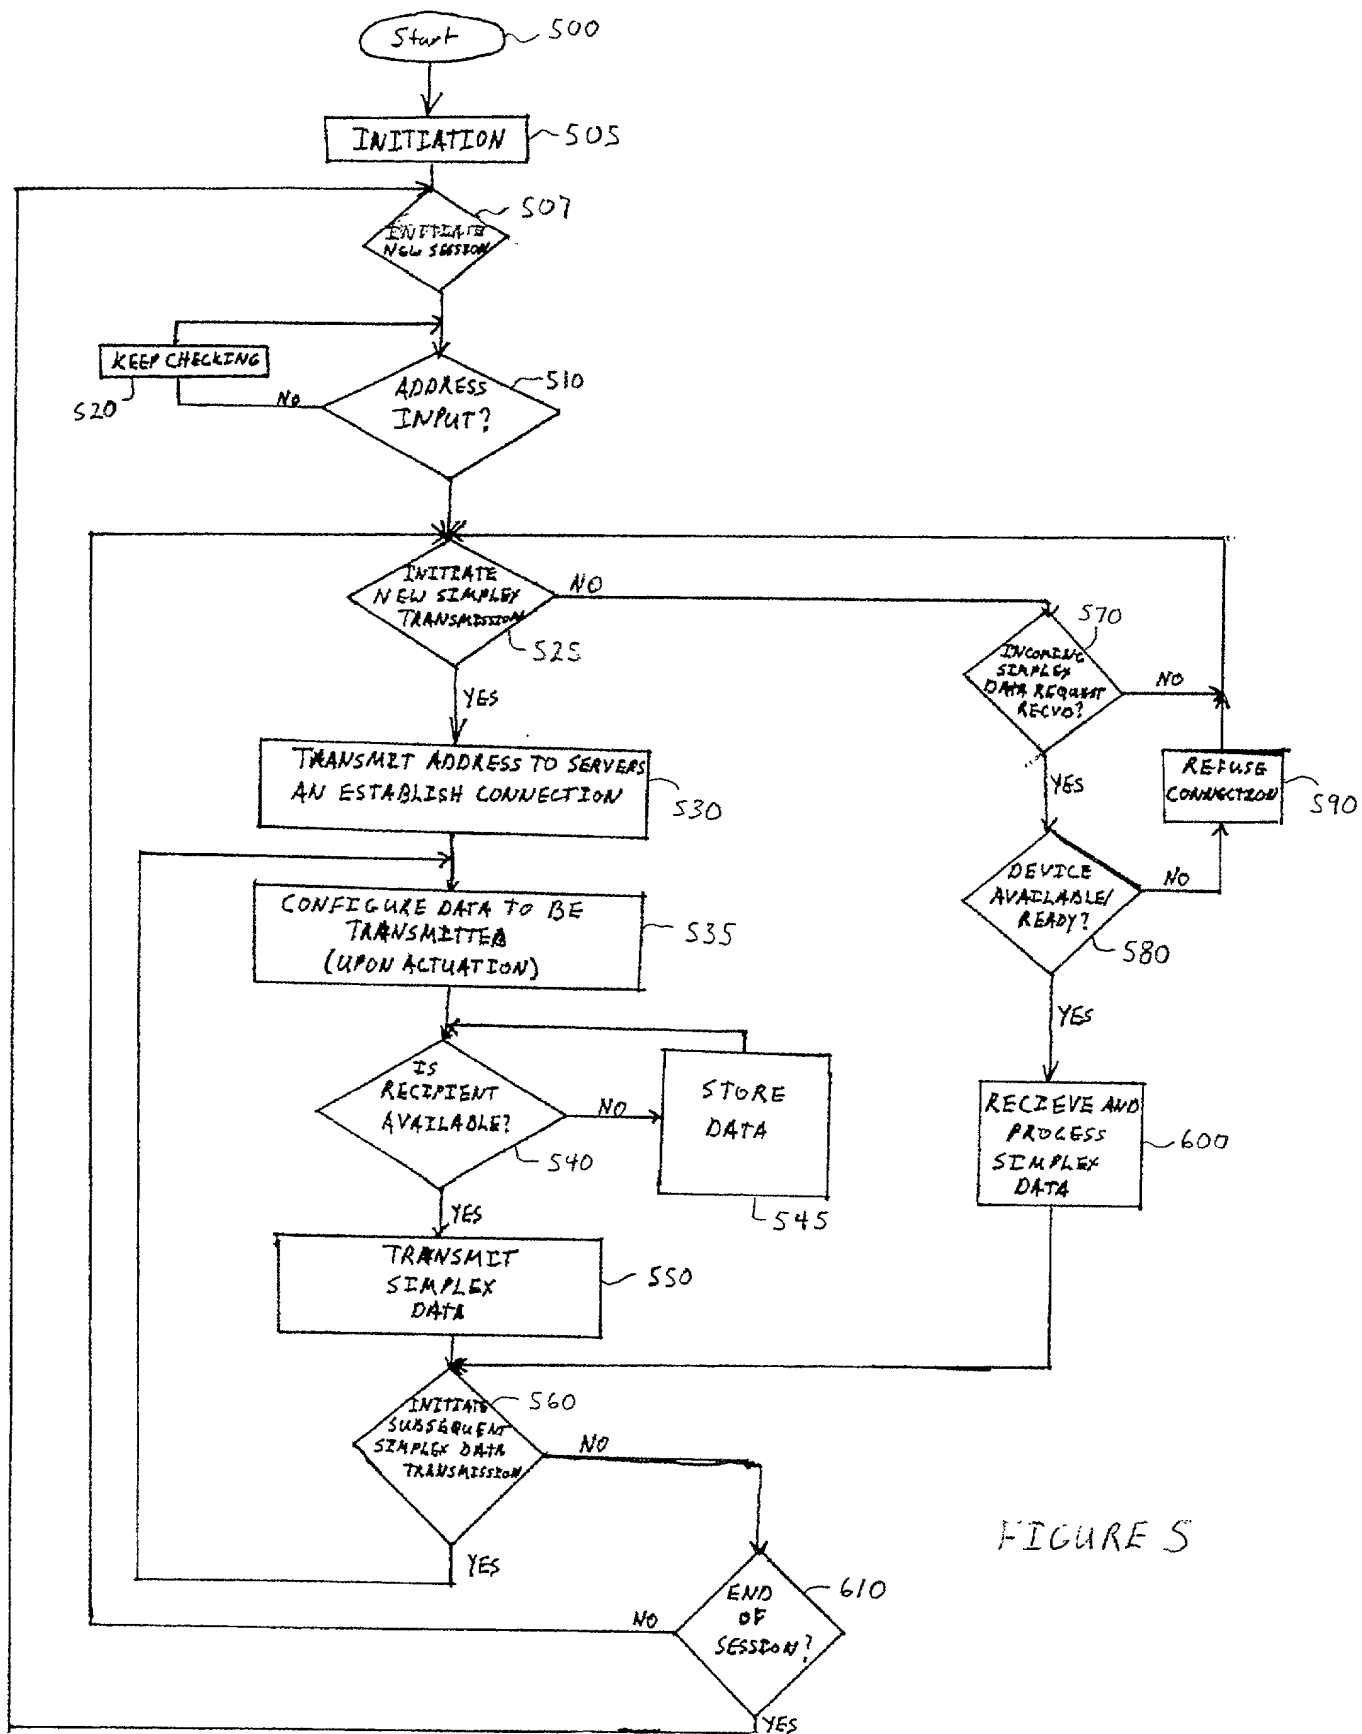 Start
500
INITIATION
505
507
INITIATE
NEW SESSION
KEEP CHECKING
520
NO
ADDRESS
INPUT?
510
INITIATE
NEW SIMPLEX
TRANSMISSION
525
NO
YES
570
INCOMING
SIMPLEX
DATA REQUEST
RECVD?
NO
YES
REFUSE
CONNECTION
590
TRANSMIT ADDRESS TO SERVERS
AN ESTABLISH CONNECTION
530
DEVICE
AVAILABLE/
READY?
580
NO
YES
CONFIGURE DATA TO BE
TRANSMITTED
(UPON ACTUATION)
535
IS
RECIPIENT
AVAILABLE?
540
NO
YES
STORE
DATA
545
RECIEVE AND
PROCESS
SIMPLEX
DATA
600
TRANSMIT
SIMPLEX
DATA
550
INITIATE
SUBSEQUENT
SIMPLEX DATA
TRANSMISSION
560
NO
YES
END
OF
SESSION?
610
NO
YES
FIGURE 5